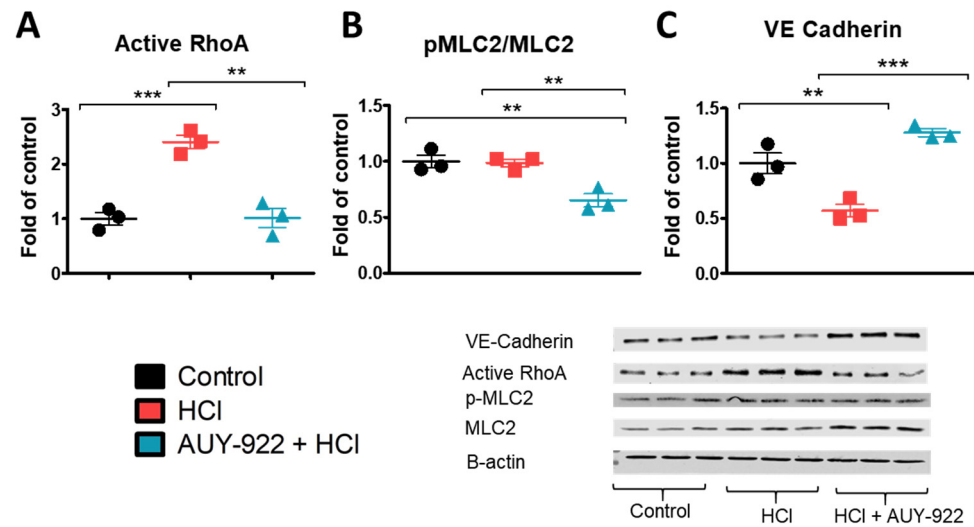 A
Active RhoA
**
***
Fold of control
3
2
1
0
B
pMLC2/MLC2
**
**
Fold of control
1.5
1.0
0.5
0.0
C
VE Cadherin
***
**
Fold of control
1.5
1.0
0.5
0.0
Control
HCl
AUY-922 + HCl
VE-Cadherin
Active RhoA
p-MLC2
MLC2
B-actin
Control
HCl
HCl + AUY-922